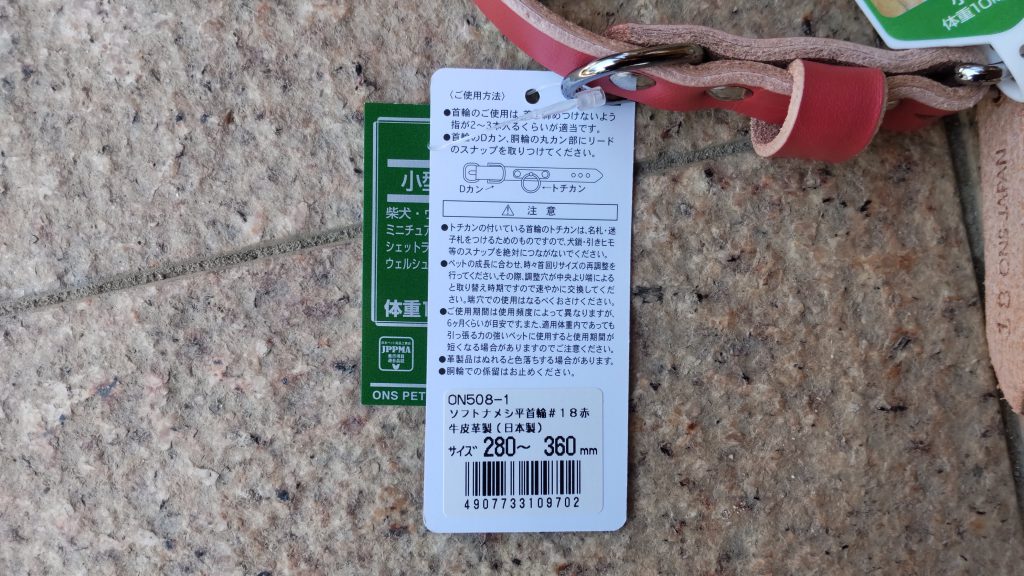 〈ご使用方法〉
●首輪のご使用は、首を締めつけないよう
指が2～3本入るくらいが適当です。
●首輪のDカン、胴輪の丸カン部にリード
のスナップを取りつけてください。
Dカン
トチカン
注 意
●トチカンの付いている首輪のトチカンは、名札・迷
子札をつけるためのものですので、犬鎖・引きヒモ
等のスナップを絶対につながないでください。
●ペットの成長に合わせ、時々首回りサイズの再調整を
行ってください。その際、調整穴が中央より端によると
取り替え時期ですので速やかに交換してくだ
さい。端穴での使用はなるべくおさけください。
●ご使用期間は使用頻度によって異なりますが、
6ヶ月くらいが目安です。また、適用体重内であっても
引っ張る力の強いペットに使用すると使用期間が
短くなる場合がありますのでご注意ください。
●革製品はぬれると色落ちする場合があります。
●胴輪での係留はお止めください。
ON508-1
ソフトナメシ平首輪#18赤
牛皮革製(日本製)
サイズ 280～ 360mm
4907733109702
小型
柴犬・
ミニチュア
シェットラ
ウェルシュ
体重1
JPPMA
ONS PET
体重10
18 ONS-JAPAN